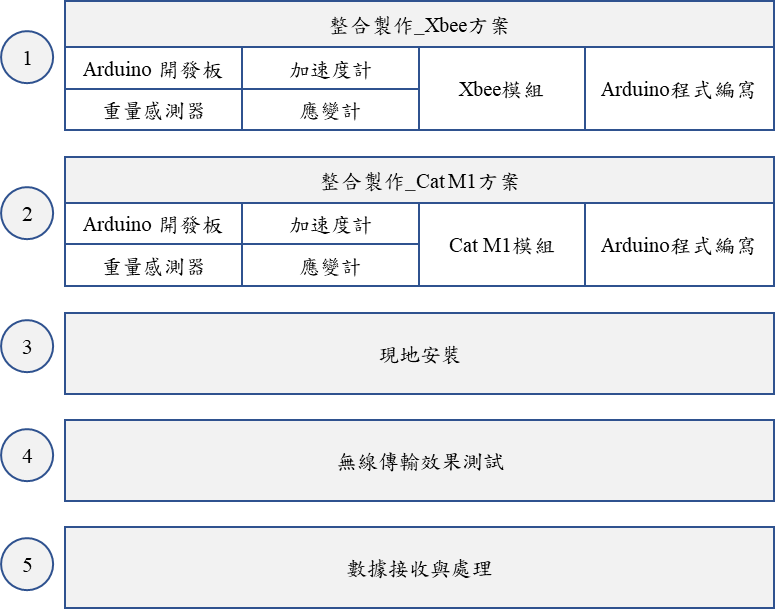 1
整合製作_Xbee方案
Arduino 開發板
加速度計
重量感測器
應變計
Xbee模組
Arduino程式編寫
2
整合製作_Cat M1方案
Arduino 開發板
加速度計
重量感測器
應變計
Cat M1模組
Arduino程式編寫
3
現地安裝
4
無線傳輸效果測試
5
數據接收與處理